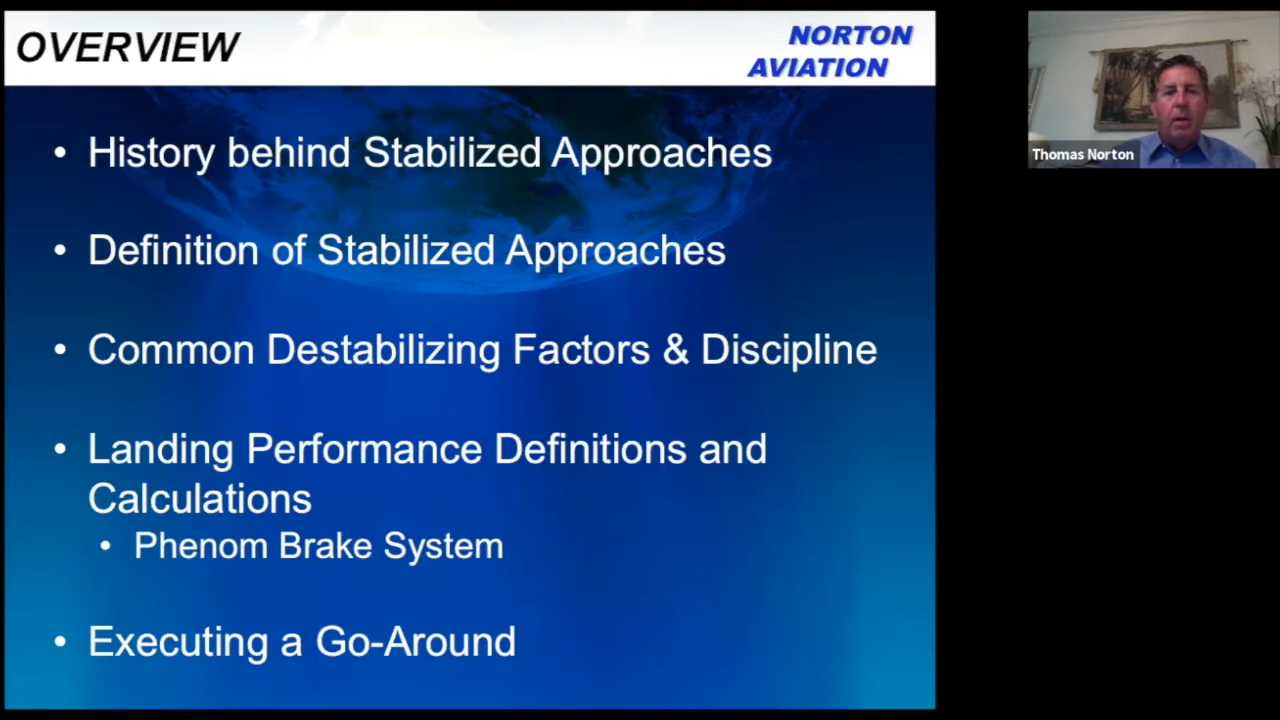 OVERVIEW
NORTON
AVIATION
• History behind Stabilized Approaches
• Definition of Stabilized Approaches
• Common Destabilizing Factors & Discipline
• Landing Performance Definitions and
Calculations
• Phenom Brake System
• Executing a Go-Around
Thomas Norton